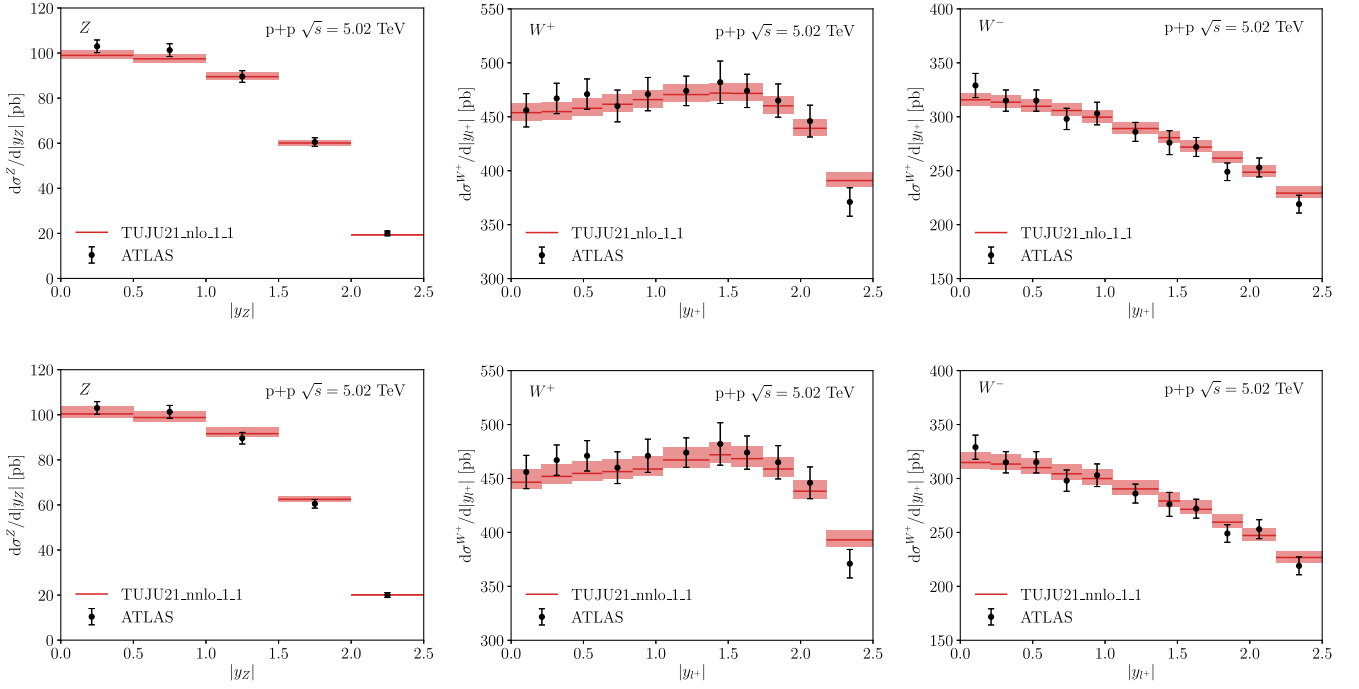 Z
p+p √s = 5.02 TeV
dσ^Z/d|y_Z| [pb]
120
100
80
60
40
20
0
TUJU21_nlo_1_1
ATLAS
0.0 0.5 1.0 1.5 2.0 2.5
|y_Z|
W^+
p+p √s = 5.02 TeV
dσ^{W^+}/d|y_{l^+}| [pb]
550
500
450
400
350
300
TUJU21_nlo_1_1
ATLAS
0.0 0.5 1.0 1.5 2.0 2.5
|y_{l^+}|
W^−
p+p √s = 5.02 TeV
dσ^{W^+}/d|y_{l^+}| [pb]
400
350
300
250
200
150
TUJU21_nlo_1_1
ATLAS
0.0 0.5 1.0 1.5 2.0 2.5
|y_{l^+}|
Z
p+p √s = 5.02 TeV
dσ^Z/d|y_Z| [pb]
120
100
80
60
40
20
0
TUJU21_nnlo_1_1
ATLAS
0.0 0.5 1.0 1.5 2.0 2.5
|y_Z|
W^+
p+p √s = 5.02 TeV
dσ^{W^+}/d|y_{l^+}| [pb]
550
500
450
400
350
300
TUJU21_nnlo_1_1
ATLAS
0.0 0.5 1.0 1.5 2.0 2.5
|y_{l^+}|
W^−
p+p √s = 5.02 TeV
dσ^{W^+}/d|y_{l^+}| [pb]
400
350
300
250
200
150
TUJU21_nnlo_1_1
ATLAS
0.0 0.5 1.0 1.5 2.0 2.5
|y_{l^+}|